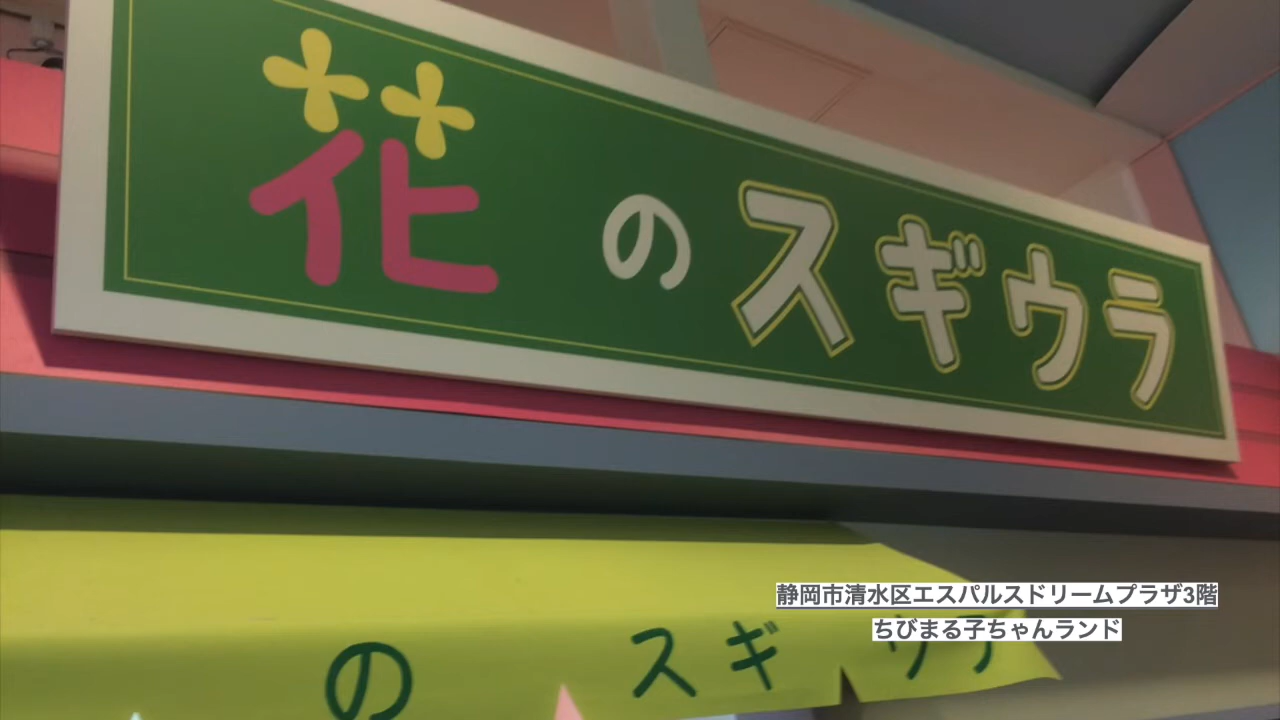 花のスギウラ
静岡市清水区エスパルスドリームプラザ3階
ちびまる子ちゃんランド
の スギウラ